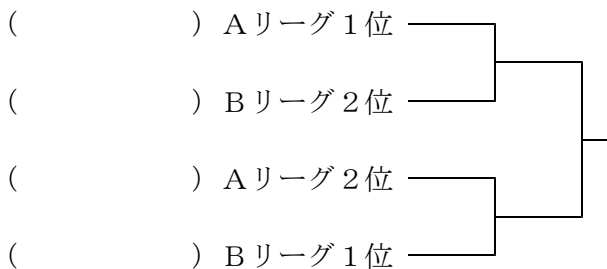 （　　　　　　）Ａリーグ１位
（　　　　　　）Ｂリーグ２位
（　　　　　　）Ａリーグ２位
（　　　　　　）Ｂリーグ１位